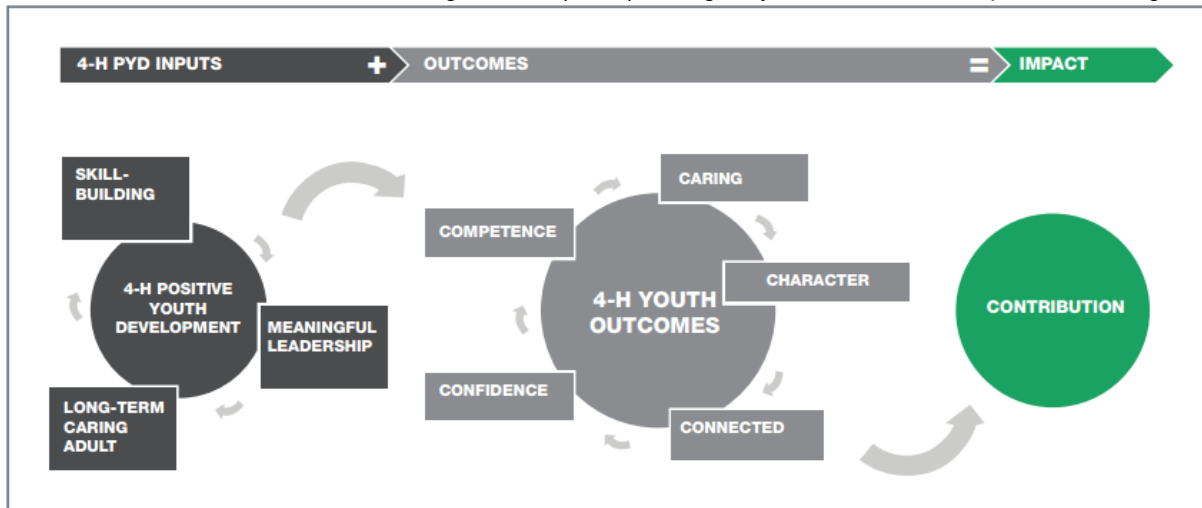 4-H PYD INPUTS + OUTCOMES = IMPACT
SKILL-
BUILDING
4-H POSITIVE
YOUTH
DEVELOPMENT
MEANINGFUL
LEADERSHIP
LONG-TERM
CARING
ADULT
CARING
COMPETENCE
CHARACTER
4-H YOUTH
OUTCOMES
CONFIDENCE
CONNECTED
CONTRIBUTION